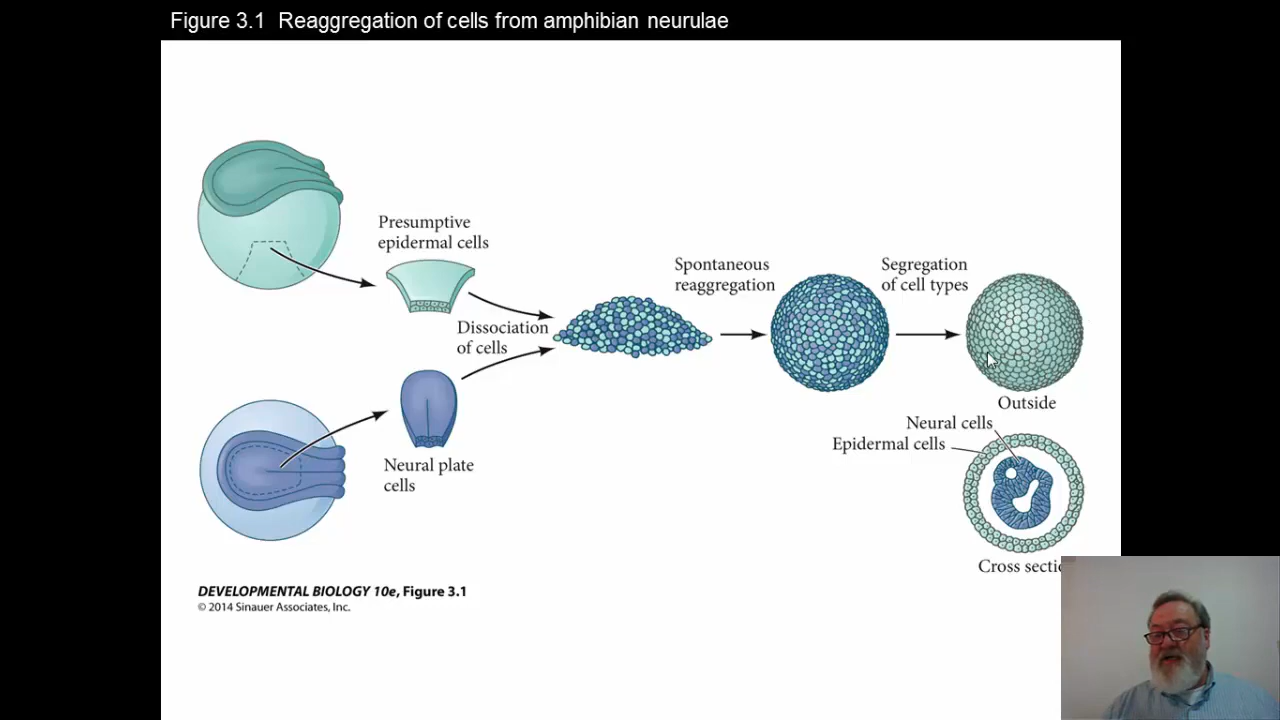 Figure 3.1 Reaggregation of cells from amphibian neurulae
Presumptive
epidermal cells
Dissociation
of cells
Neural plate
cells
Spontaneous
reaggregation
Segregation
of cell types
Outside
Neural cells
Epidermal cells
Cross sectio
DEVELOPMENTAL BIOLOGY 10e, Figure 3.1
© 2014 Sinauer Associates, Inc.